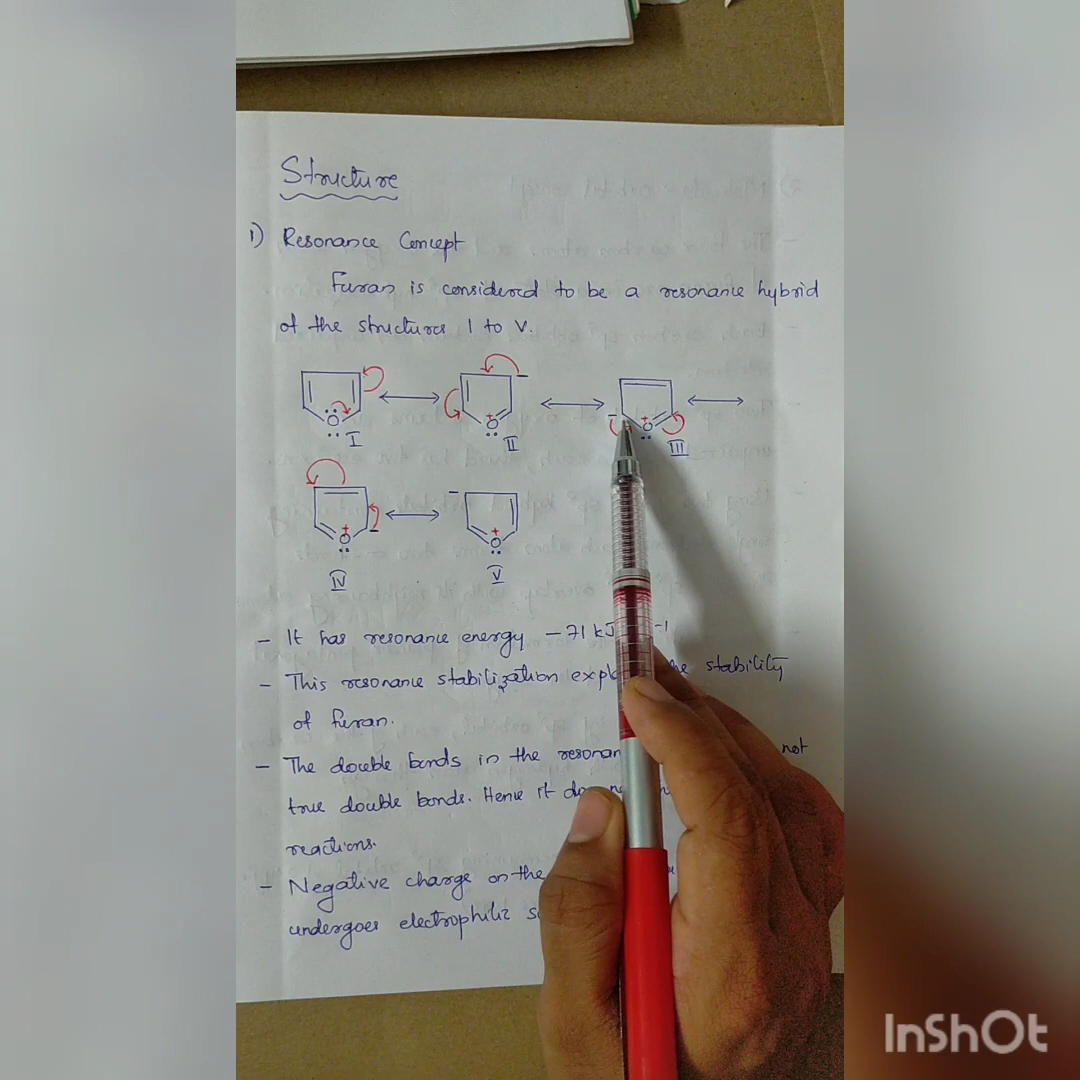 Structure
1) Resonance Concept
Furan is considered to be a resonance hybrid
of the structures I to V.
I II III
IV V
- It has resonance energy - 71 kJ -1
- This resonance stabilization stability
of furan.
- The double bonds in the not
true double bonds. Hence it
reactions.
- Negative charge on the
undergoes electrophilic
InShOt